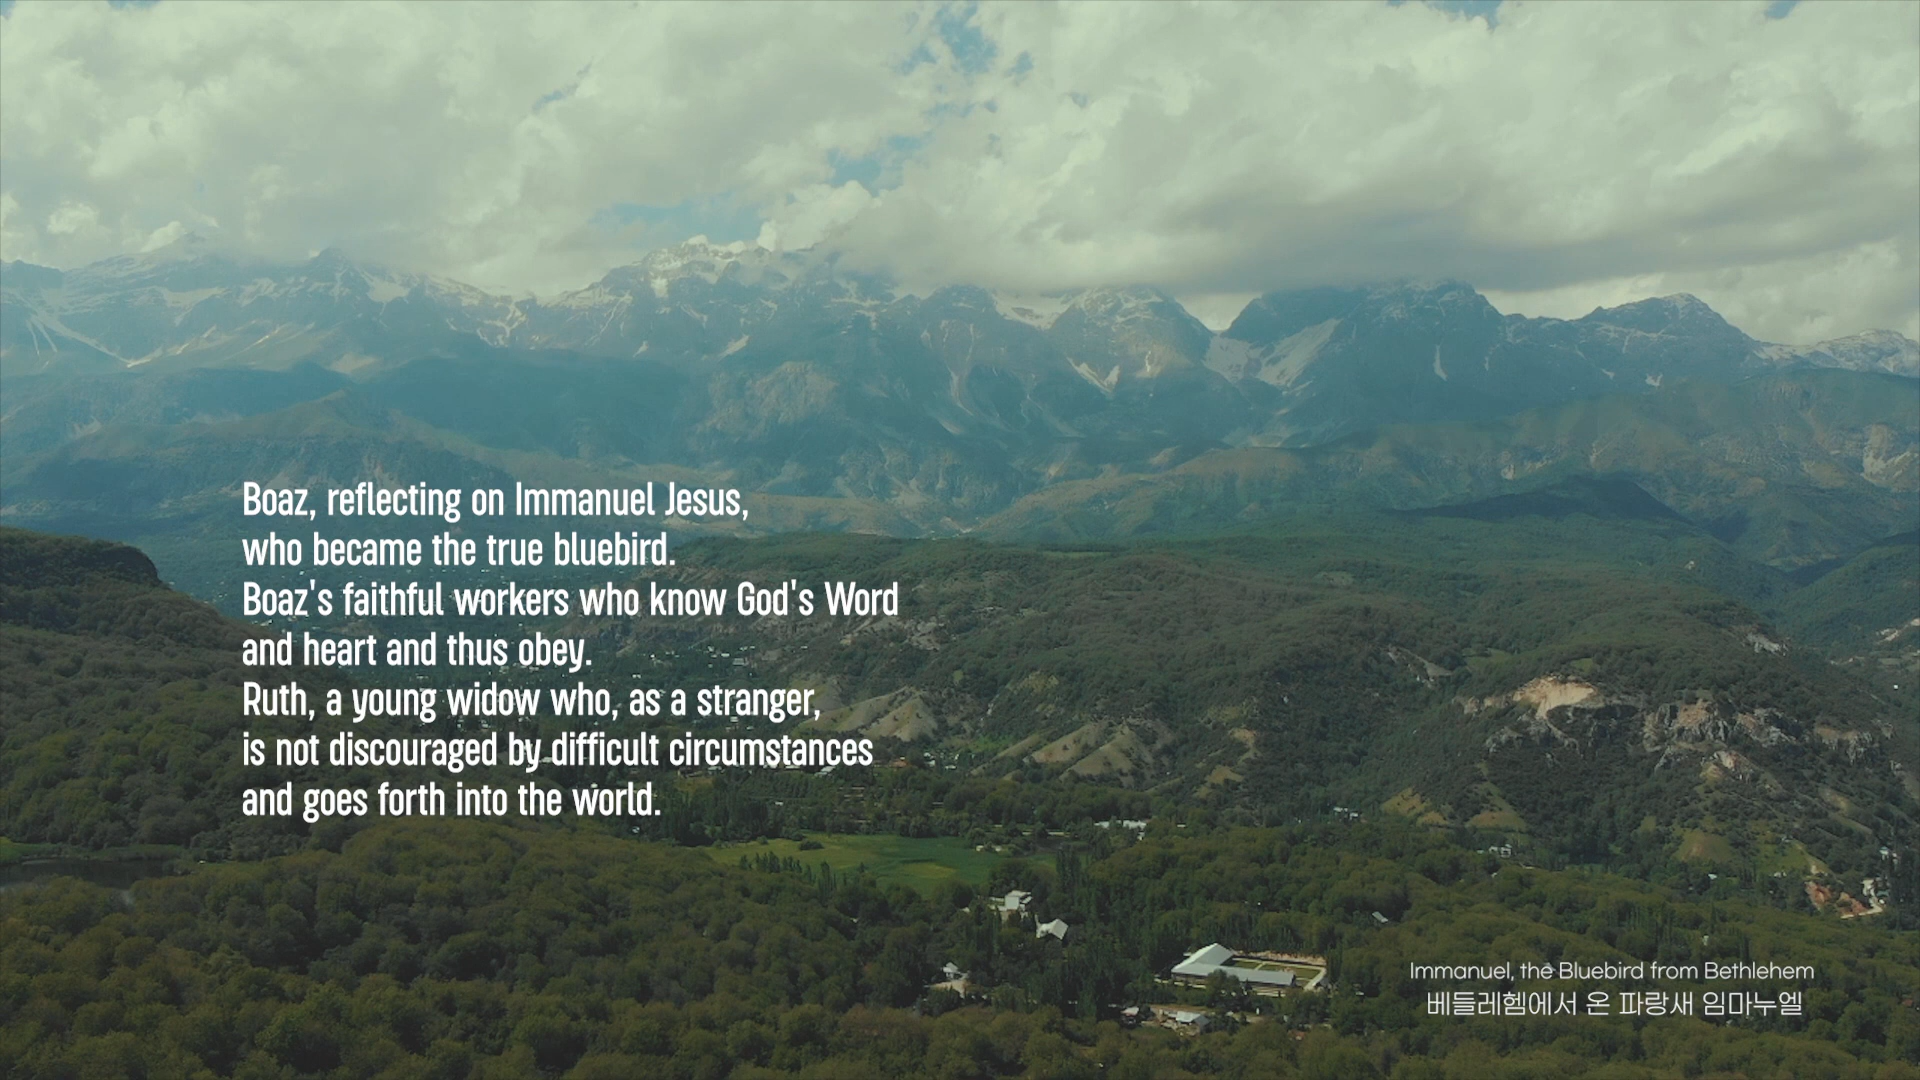 Boaz, reflecting on Immanuel Jesus,
who became the true bluebird.
Boaz's faithful workers who know God's Word
and heart and thus obey.
Ruth, a young widow who, as a stranger,
is not discouraged by difficult circumstances
and goes forth into the world.
Immanuel, the Bluebird from Bethlehem
베들레헴에서 온 파랑새 임마누엘